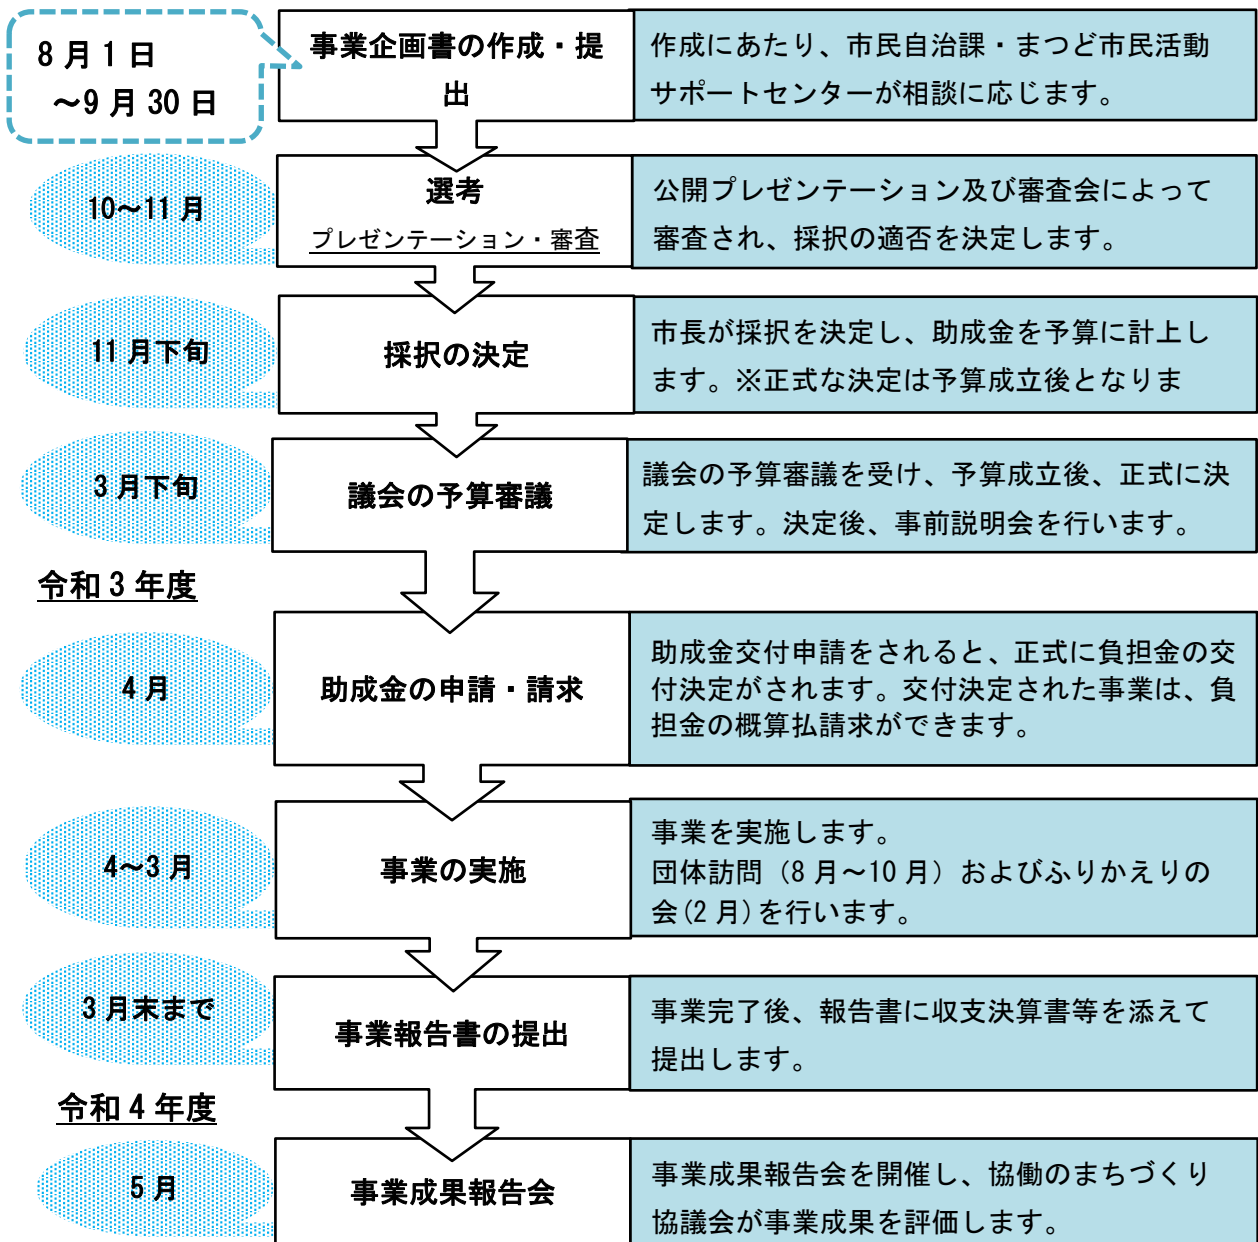 8月1日
～9月30日
事業企画書の作成・提
出
作成にあたり、市民自治課・まつど市民活動
サポートセンターが相談に応じます。
10～11月
選考
プレゼンテーション・審査
公開プレゼンテーション及び審査会によって
審査され、採択の適否を決定します。
11月下旬
採択の決定
市長が採択を決定し、助成金を予算に計上し
ます。※正式な決定は予算成立後となりま
3月下旬
議会の予算審議
議会の予算審議を受け、予算成立後、正式に決
定します。決定後、事前説明会を行います。
令和3年度
4月
助成金の申請・請求
助成金交付申請をされると、正式に負担金の交
付決定がされます。交付決定された事業は、負
担金の概算払請求ができます。
4～3月
事業の実施
事業を実施します。
団体訪問（8月～10月）およびふりかえりの
会(2月)を行います。
3月末まで
事業報告書の提出
事業完了後、報告書に収支決算書等を添えて
提出します。
令和4年度
5月
事業成果報告会
事業成果報告会を開催し、協働のまちづくり
協議会が事業成果を評価します。